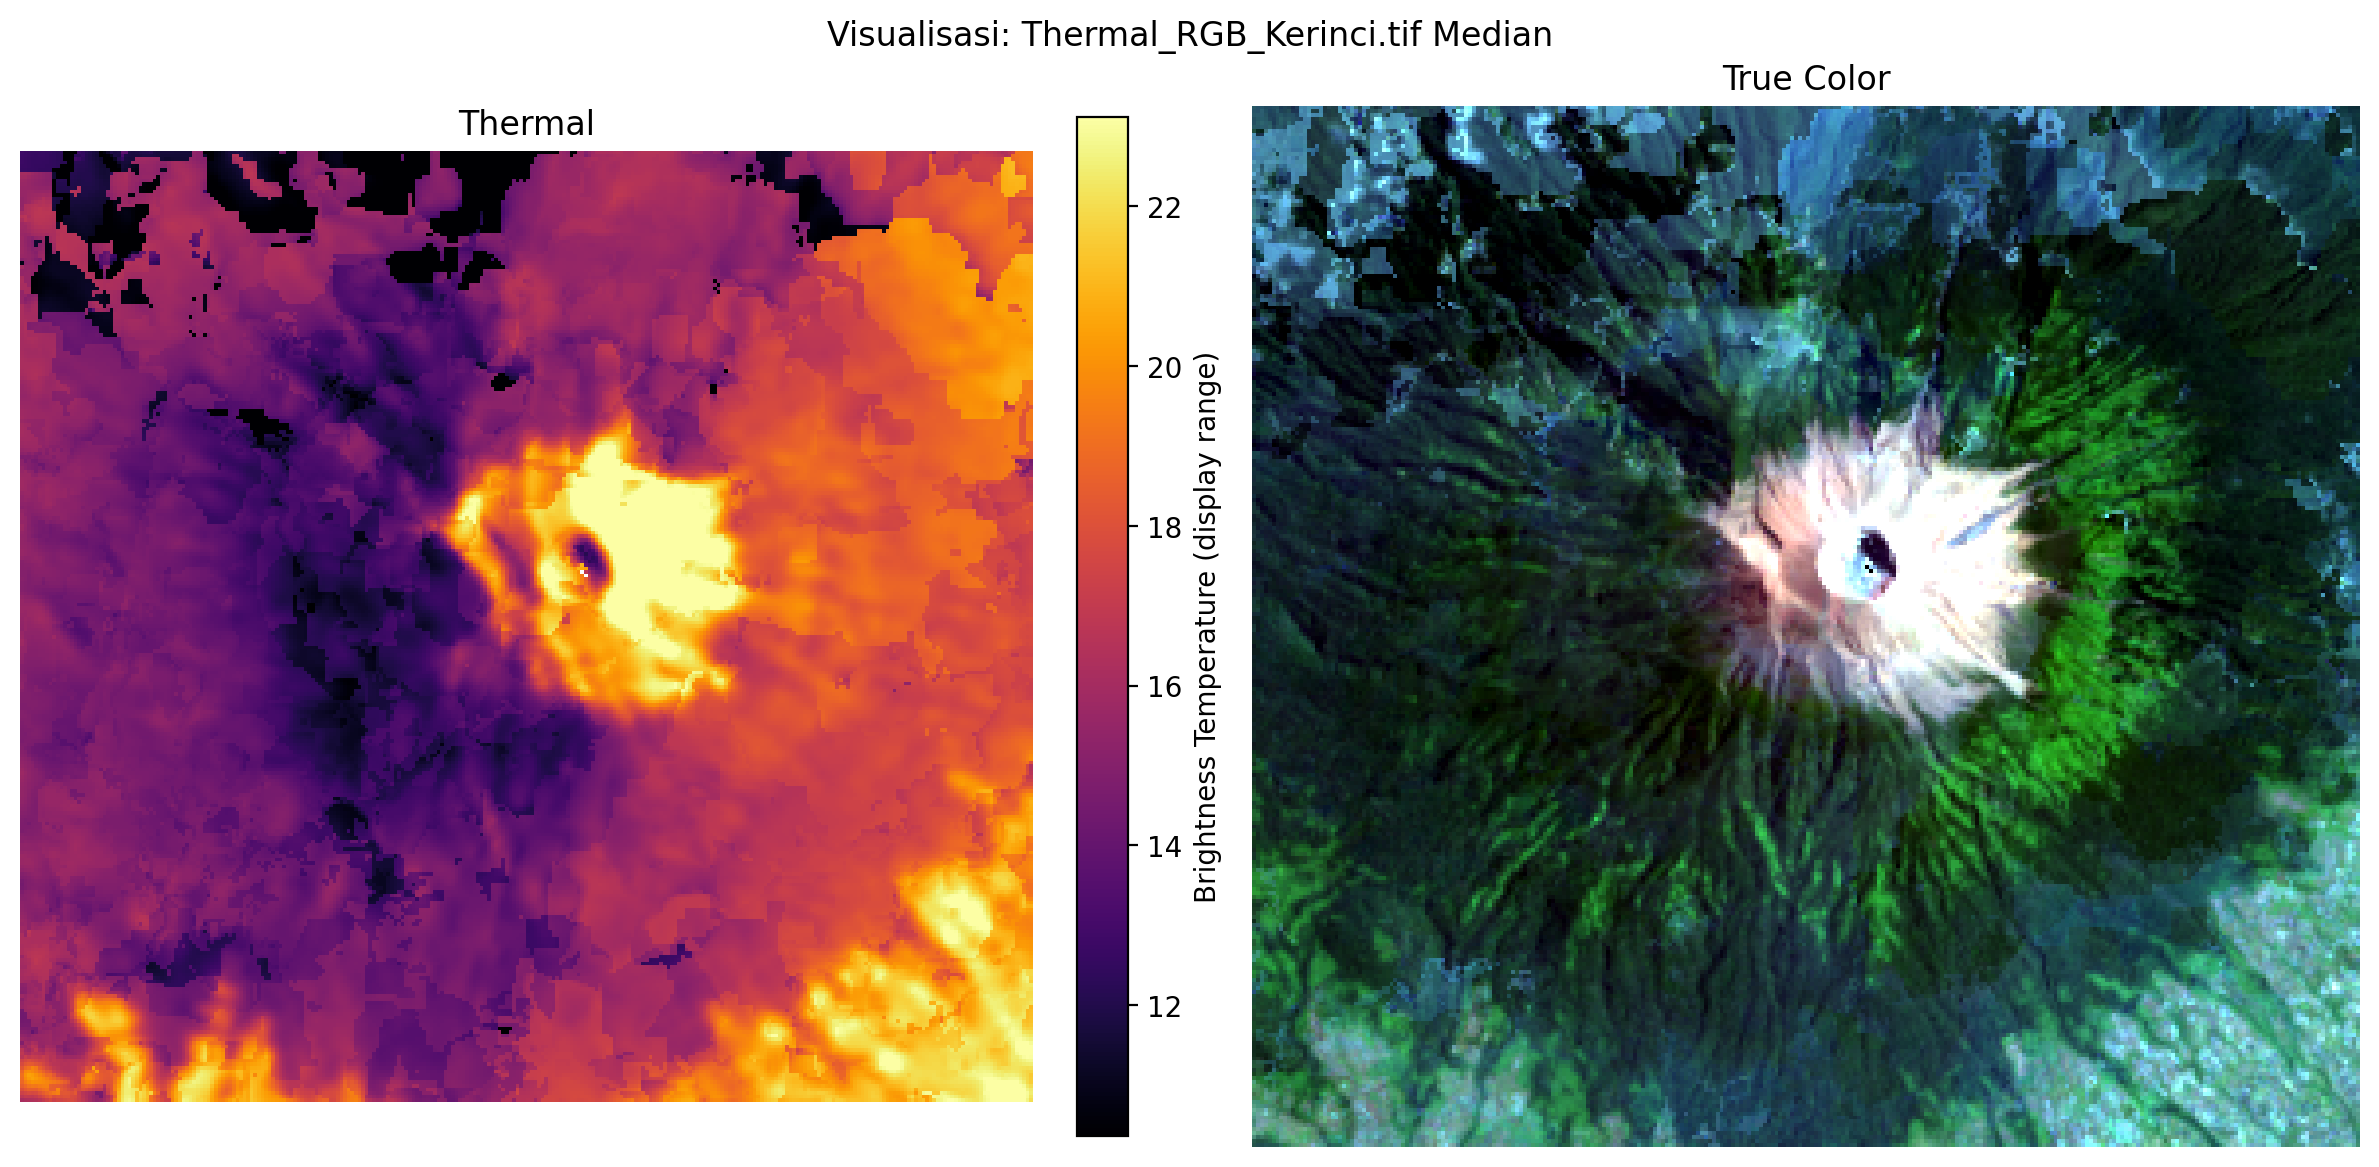 Visualisasi: Thermal_RGB_Kerinci.tif Median
Thermal
22
20
18
16
14
12
Brightness Temperature (display range)
True Color